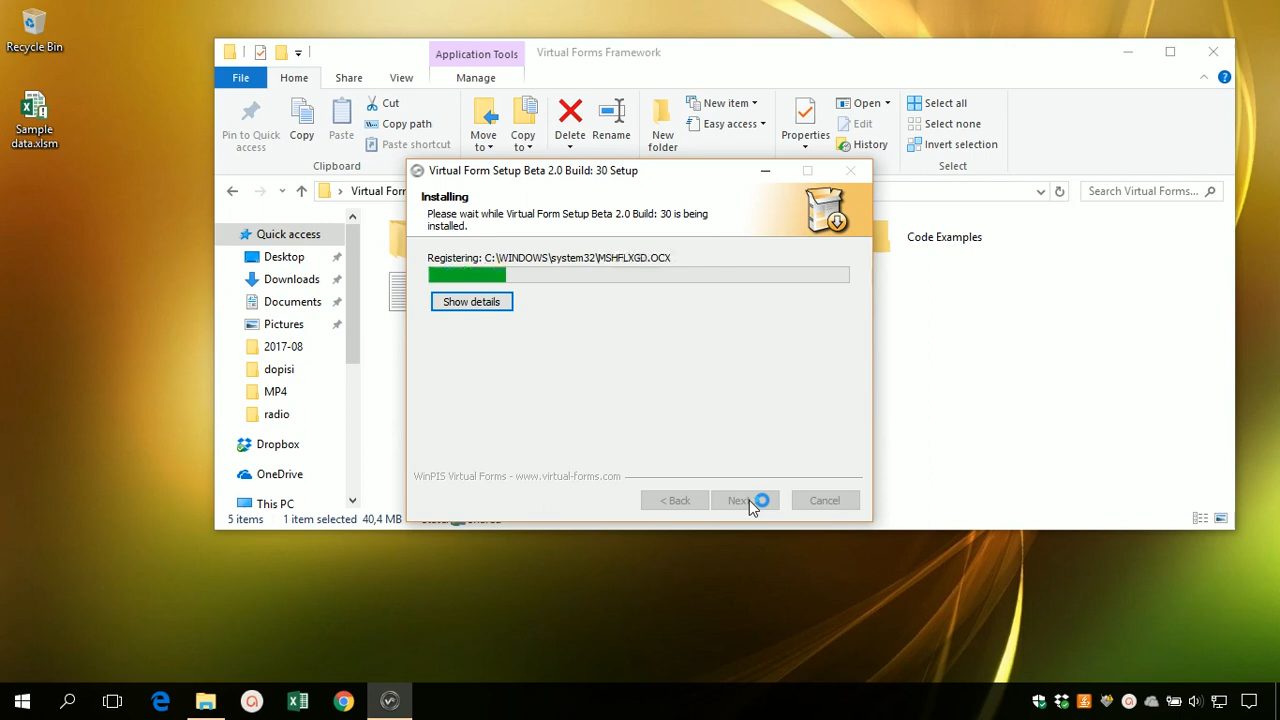 Recycle Bin
Sample
data.xlsm
Application Tools
Virtual Forms Framework
File
Home
Share
View
Manage
Pin to Quick
access
Copy
Paste
Cut
Copy path
Paste shortcut
Clipboard
Move
to
Copy
to
Delete
Rename
New
folder
New item
Easy access
Properties
Open
Edit
History
Select all
Select none
Invert selection
Select
Virtual Form
Search Virtual Forms...
Quick access
Desktop
Downloads
Documents
Pictures
2017-08
dopisi
MP4
radio
Dropbox
OneDrive
This PC
Code Examples
Virtual Form Setup Beta 2.0 Build: 30 Setup
Installing
Please wait while Virtual Form Setup Beta 2.0 Build: 30 is being
installed.
Registering: C:\WINDOWS\system32\MSHFLXGD.OCX
Show details
WinPIS Virtual Forms - www.virtual-forms.com
< Back
Next
Cancel
5 items
1 item selected 40,4 MB